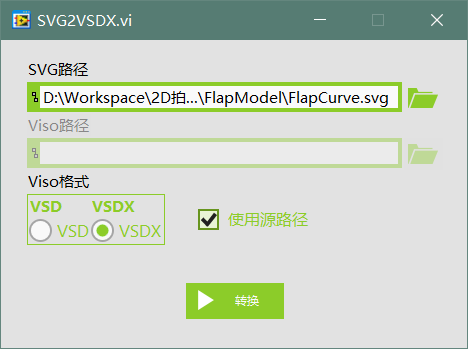 SVG2VSDX.vi
SVG路径
D:\Workspace\2D拍...\FlapModel\FlapCurve.svg
Viso路径
Viso格式
VSD VSDX
VSD VSDX
使用源路径
转换